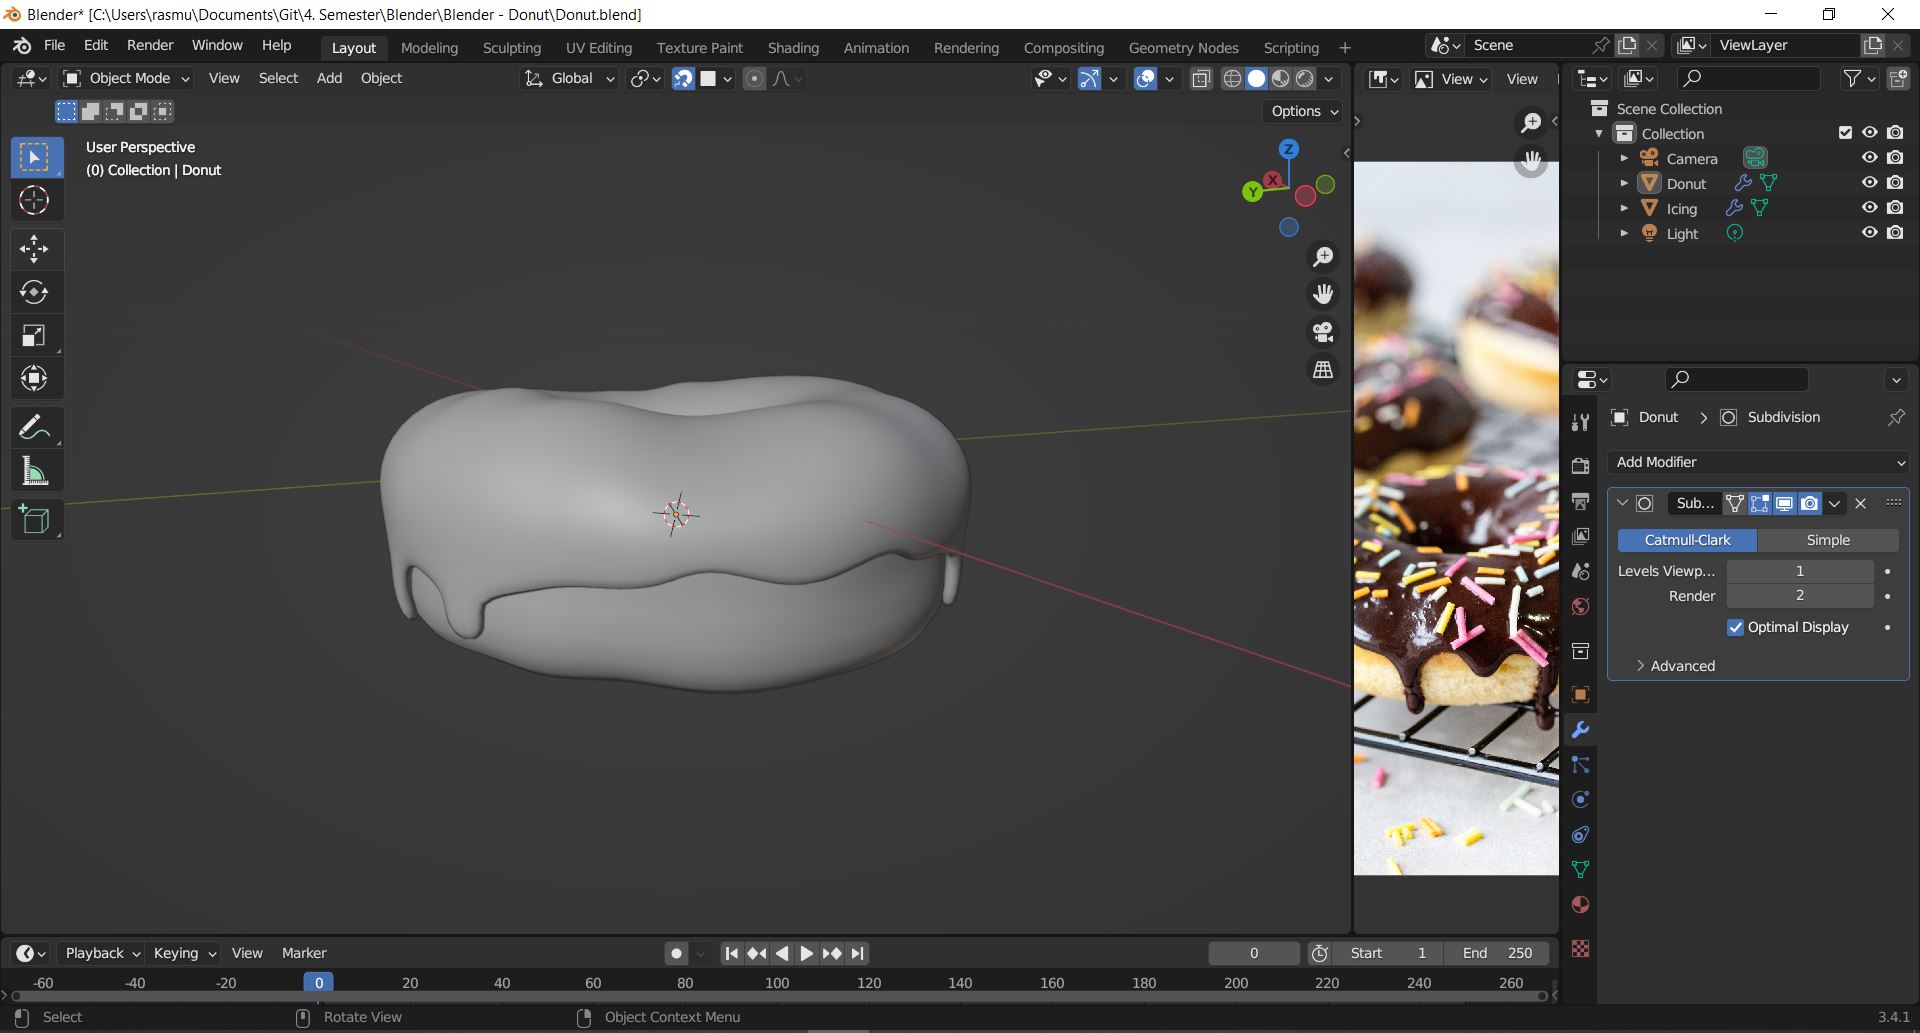 Blender* [C:\Users\rasmu\Documents\Git\4. Semester\Blender\Blender - Donut\Donut.blend]
File Edit Render Window Help Layout Modeling Sculpting UV Editing Texture Paint Shading Animation Rendering Compositing Geometry Nodes Scripting + Scene ViewLayer
Object Mode View Select Add Object Global View View
Options
User Perspective
(0) Collection | Donut
Z
X
Y
Scene Collection
Collection
Camera
Donut
Icing
Light
Donut > Subdivision
Add Modifier
Sub...
Catmull-Clark Simple
Levels Viewp... 1
Render 2
Optimal Display
Advanced
Playback Keying View Marker 0 Start 1 End 250
-60 -40 -20 0 20 40 60 80 100 120 140 160 180 200 220 240 260
Select Rotate View Object Context Menu 3.4.1